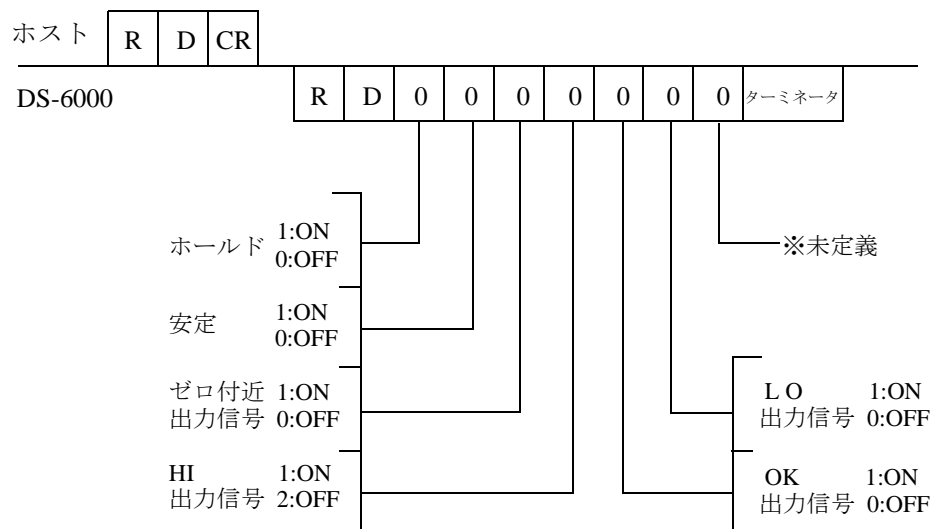 ホスト R D CR
DS-6000 R D 0 0 0 0 0 0 0 ターミネータ
ホールド 1:ON
0:OFF
※未定義
安定 1:ON
0:OFF
ゼロ付近 1:ON
出力信号 0:OFF
L O 1:ON
出力信号 0:OFF
HI 1:ON
出力信号 2:OFF
OK 1:ON
出力信号 0:OFF